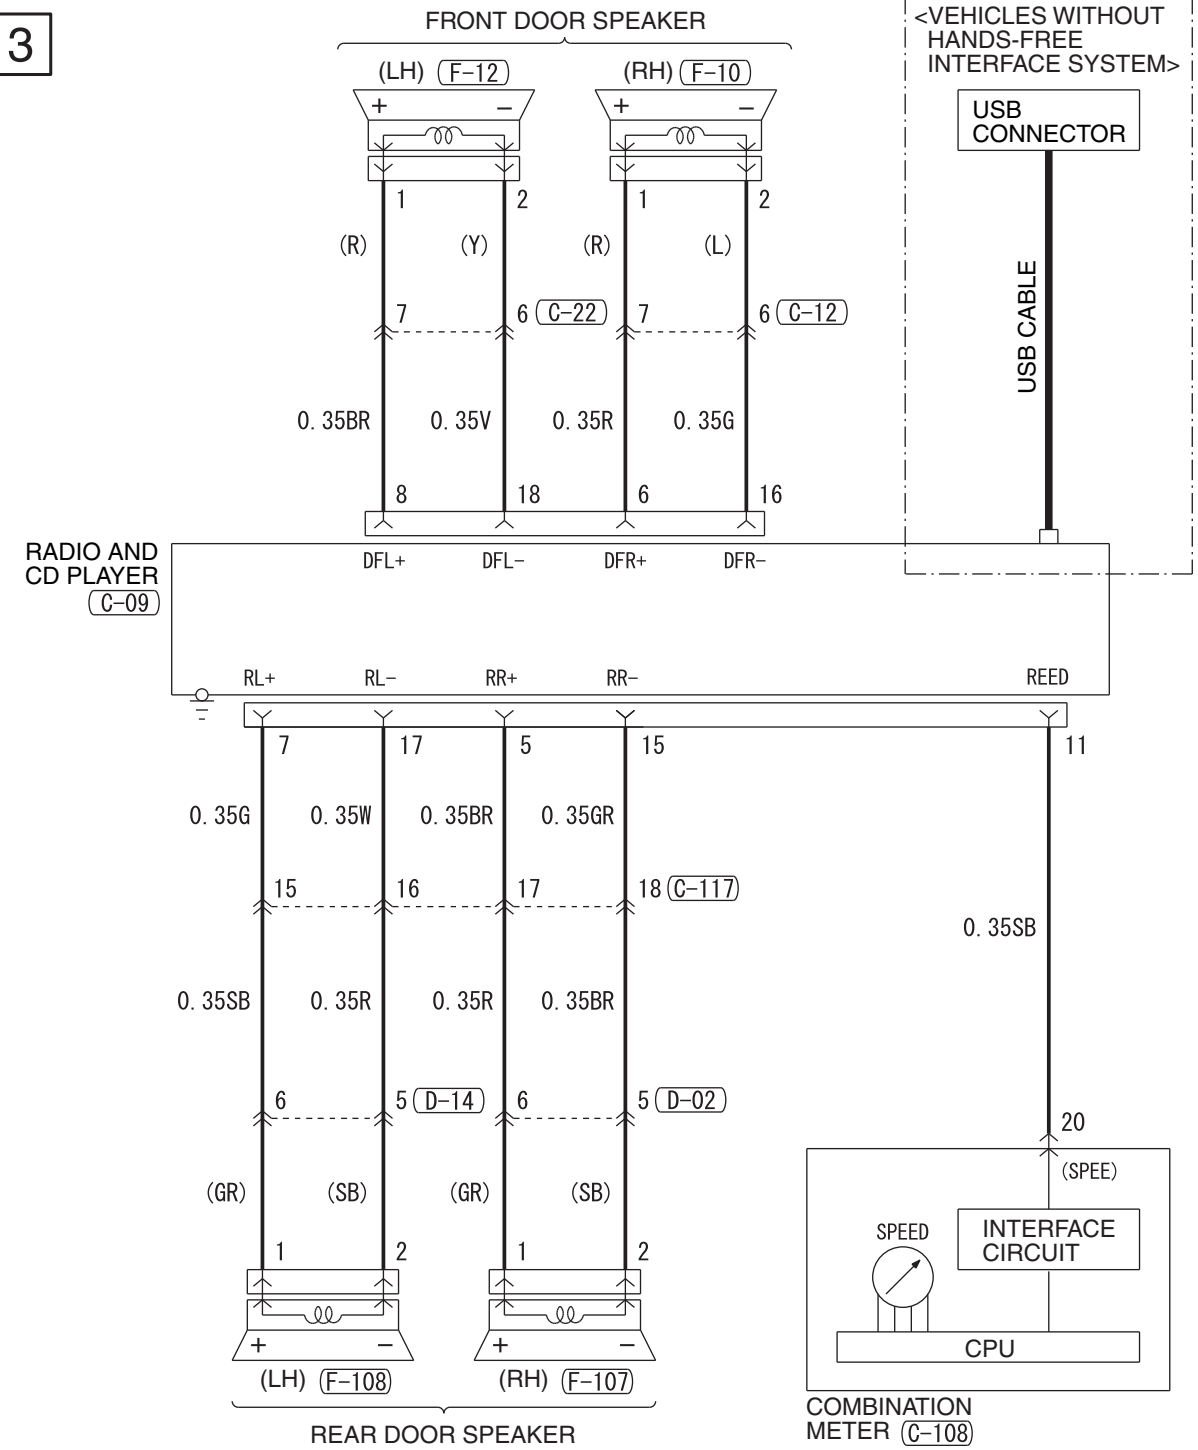 3
FRONT DOOR SPEAKER
<VEHICLES WITHOUT
HANDS-FREE
INTERFACE SYSTEM>
(LH) F-12 (RH) F-10
+ − + −
USB
CONNECTOR
1 2 1 2
(R) (Y) (R) (L)
USB CABLE
7 6 C-22 7 6 C-12
0.35BR 0.35V 0.35R 0.35G
8 18 6 16
RADIO AND
CD PLAYER
C-09
DFL+ DFL− DFR+ DFR−
RL+ RL− RR+ RR− REED
7 17 5 15 11
0.35G 0.35W 0.35BR 0.35GR
15 16 17 18 C-117
0.35SB
0.35SB 0.35R 0.35R 0.35BR
6 5 D-14 6 5 D-02
20
(SPEE)
(GR) (SB) (GR) (SB)
SPEED
INTERFACE
CIRCUIT
1 2 1 2
+ − + −
CPU
(LH) F-108 (RH) F-107
REAR DOOR SPEAKER
COMBINATION
METER C-108